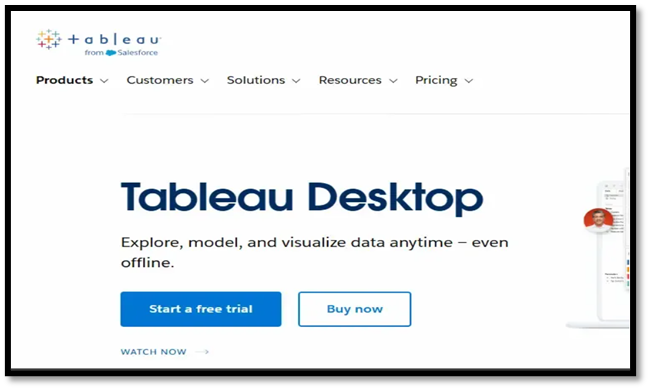 +ableau
from Salesforce
Products Customers Solutions Resources Pricing
Tableau Desktop
Explore, model, and visualize data anytime – even
offline.
Start a free trial Buy now
WATCH NOW